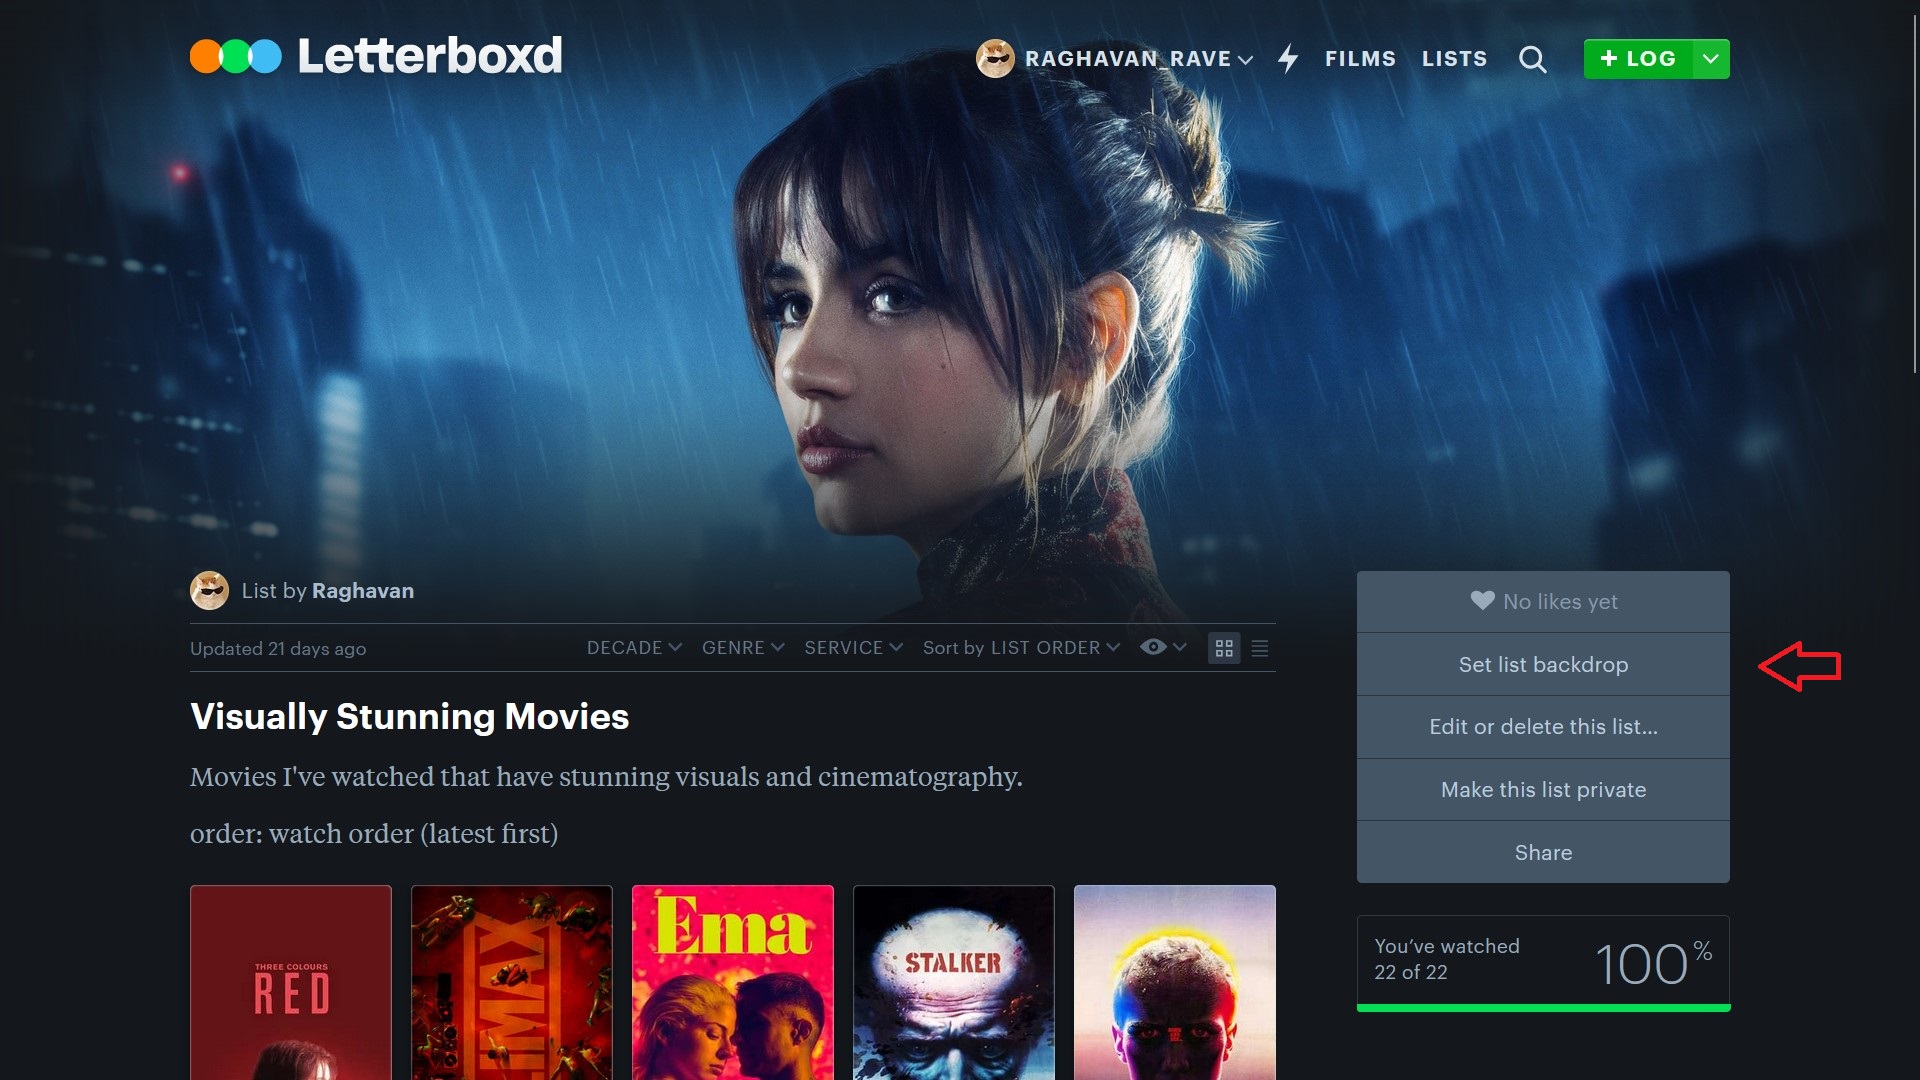 Letterboxd
RAGHAVAN_RAVE
FILMS
LISTS
+ LOG
List by Raghavan
Updated 21 days ago
DECADE
GENRE
SERVICE
Sort by LIST ORDER
Visually Stunning Movies
Movies I've watched that have stunning visuals and cinematography.
order: watch order (latest first)
No likes yet
Set list backdrop
Edit or delete this list...
Make this list private
Share
You’ve watched
22 of 22
100%
THREE COLOURS
RED
Ema
STALKER